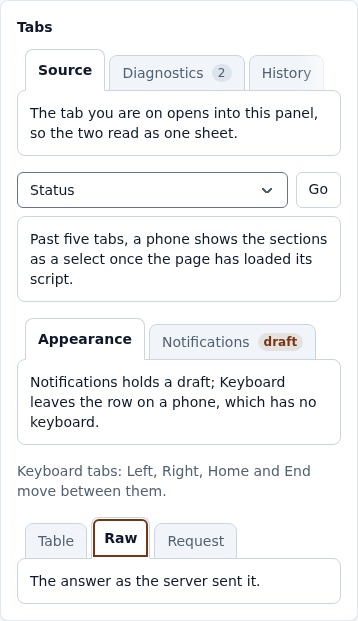 Tabs
Source Diagnostics 2 History
The tab you are on opens into this panel,
so the two read as one sheet.
Status Go
Past five tabs, a phone shows the sections
as a select once the page has loaded its
script.
Appearance Notifications draft
Notifications holds a draft; Keyboard
leaves the row on a phone, which has no
keyboard.
Keyboard tabs: Left, Right, Home and End
move between them.
Table Raw Request
The answer as the server sent it.